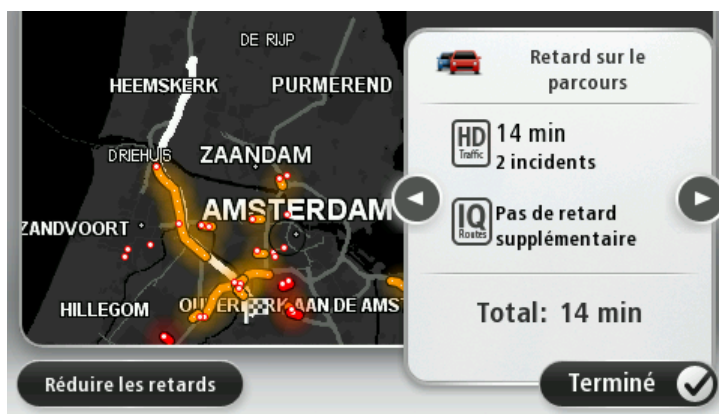 DE RIJP
HEEMSKERK
PURMEREND
DRIEHUIS
ZAANDAM
AMSTERDAM
ZANDVOORT
HILLEGOM
AAN DE AMST
Retard sur le
parcours
HD
Traffic
14 min
2 incidents
IQ
Routes
Pas de retard
supplémentaire
Total: 14 min
Réduire les retards
Terminé